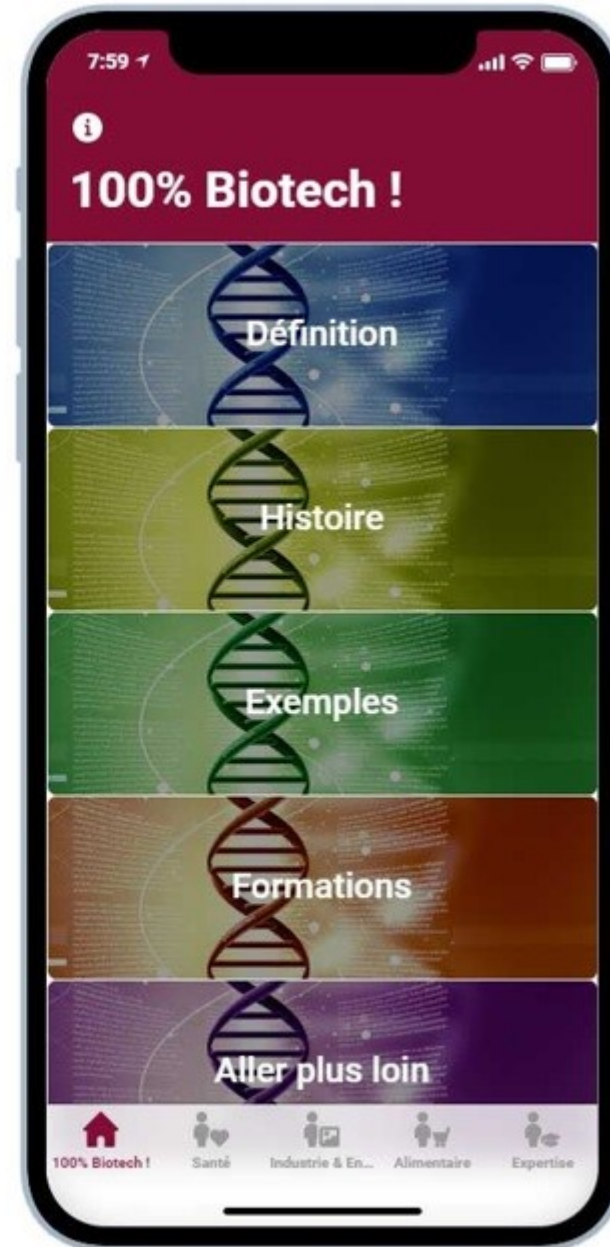 7:59
100% Biotech !
Définition
Histoire
Exemples
Formations
Aller plus loin
100% Biotech !
Santé
Industrie & En...
Alimentaire
Expertise